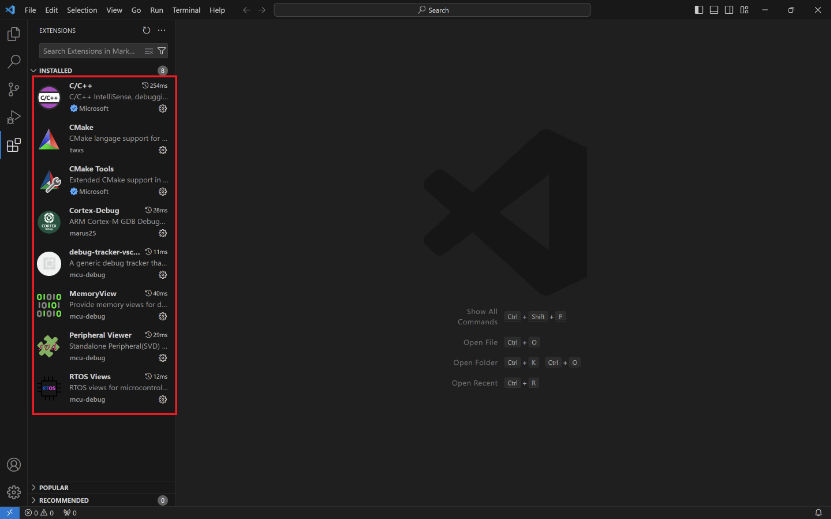 File Edit Selection View Go Run Terminal Help
Search
EXTENSIONS
Search Extensions in Mark...
INSTALLED 8
C/C++ 254ms
C/C++ IntelliSense, debuggi...
Microsoft
CMake
CMake langage support for ...
twxs
CMake Tools
Extended CMake support in ...
Microsoft
Cortex-Debug 28ms
ARM Cortex-M GDB Debug...
marus25
debug-tracker-vsc... 11ms
A generic debug tracker tha...
mcu-debug
MemoryView 40ms
Provide memory views for d...
mcu-debug
Peripheral Viewer 29ms
Standalone Peripheral(SVD) ...
mcu-debug
RTOS Views 12ms
RTOS views for microcontrol...
mcu-debug
POPULAR
RECOMMENDED 0
Show All Commands Ctrl + Shift + P
Open File Ctrl + O
Open Folder Ctrl + K Ctrl + O
Open Recent Ctrl + R
0 0 0